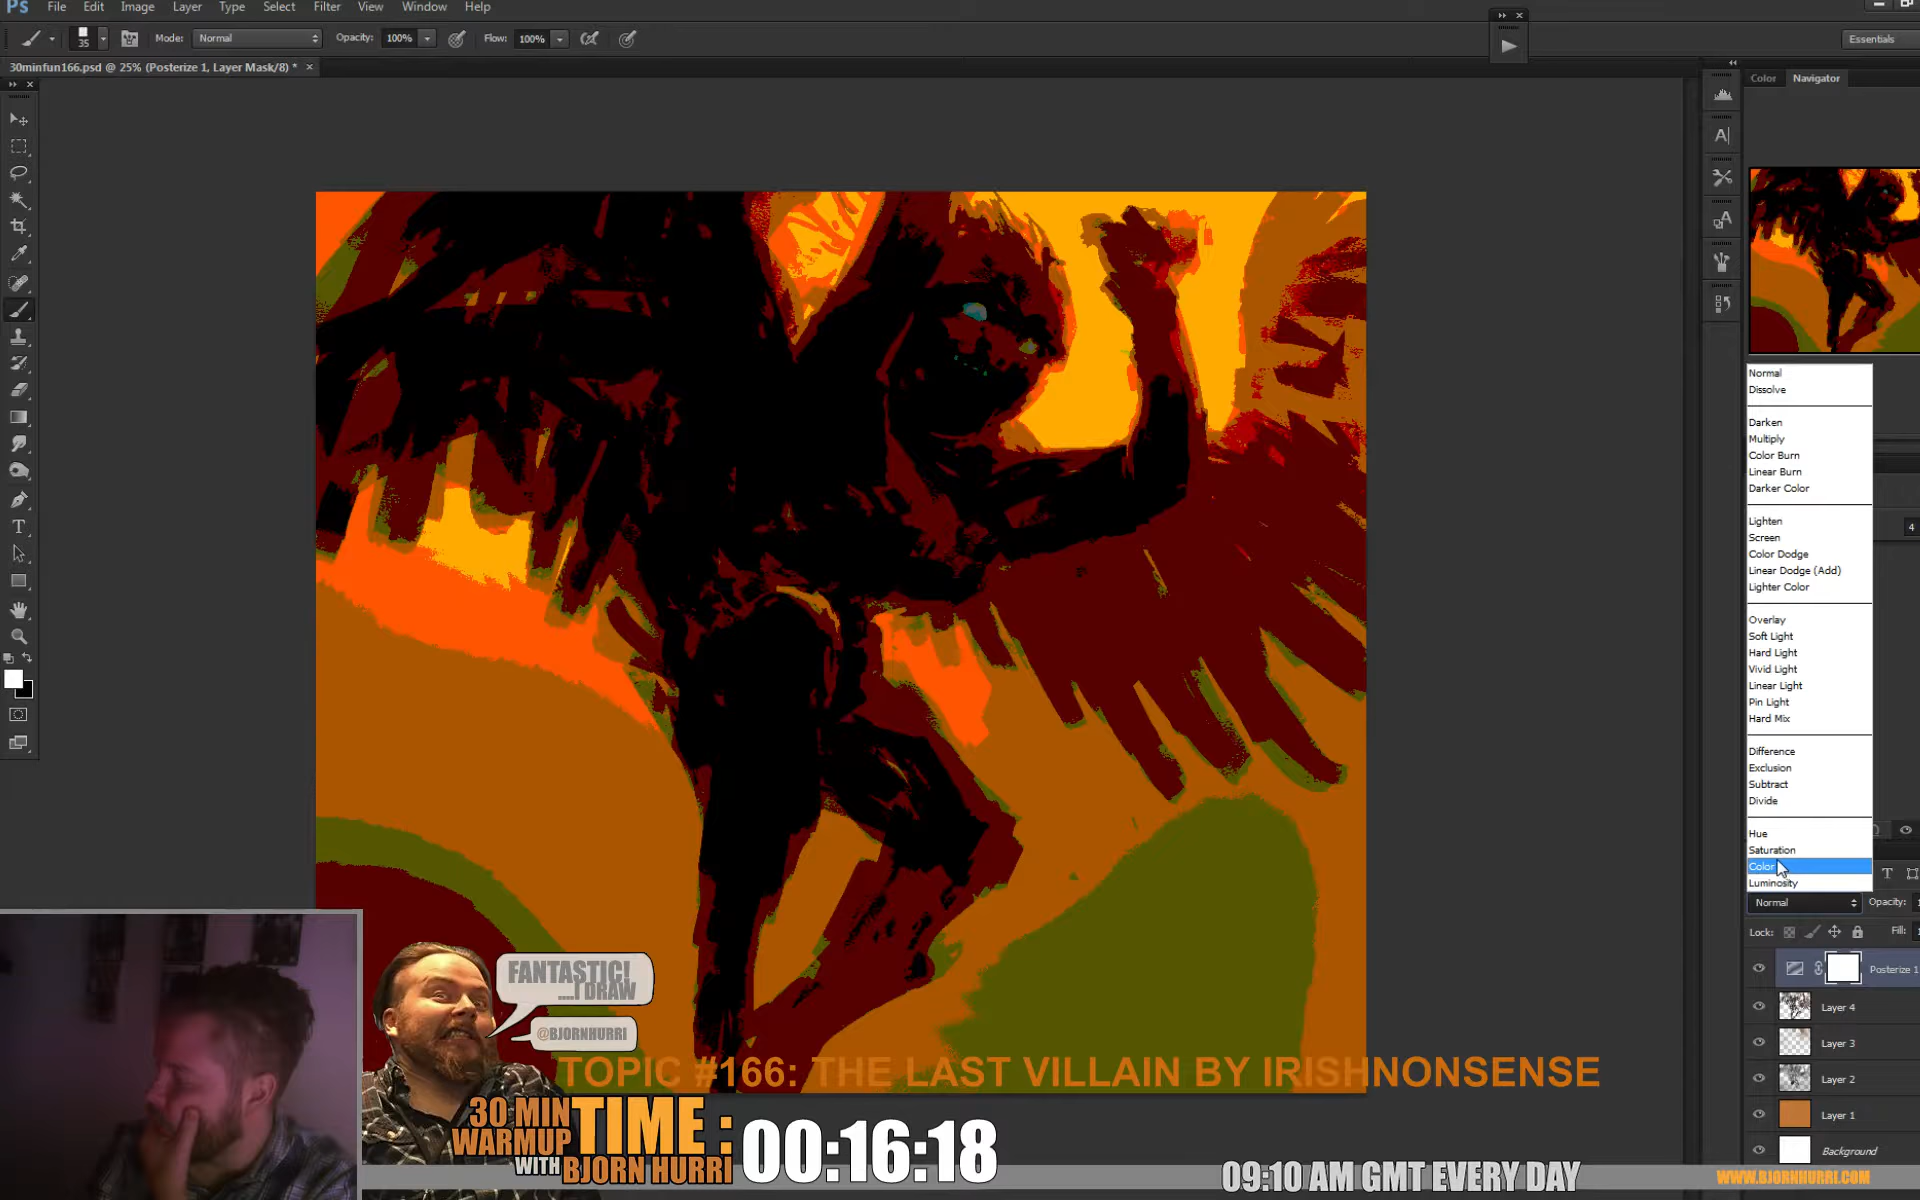 Ps File Edit Image Layer Type Select Filter View Window Help
35 Mode: Normal Opacity: 100% Flow: 100% Essentials
30minfun166.psd @ 25% (Posterize 1, Layer Mask/8) *
Color Navigator
Normal
Dissolve
Darken
Multiply
Color Burn
Linear Burn
Darker Color
Lighten
Screen
Color Dodge
Linear Dodge (Add)
Lighter Color
Overlay
Soft Light
Hard Light
Vivid Light
Linear Light
Pin Light
Hard Mix
Difference
Exclusion
Subtract
Divide
Hue
Saturation
Color
Luminosity
4
Normal Opacity: 1
Lock: Fill: 1
Posterize 1
Layer 4
Layer 3
Layer 2
Layer 1
Background
FANTASTIC!
....I DRAW
@BJORNHURRI
TOPIC #166: THE LAST VILLAIN BY IRISHNONSENSE
30 MIN
WARMUP
WITH BJORN HURRI
TIME : 00:16:18
09:10 AM GMT EVERY DAY
WWW.BJORNHURRI.COM